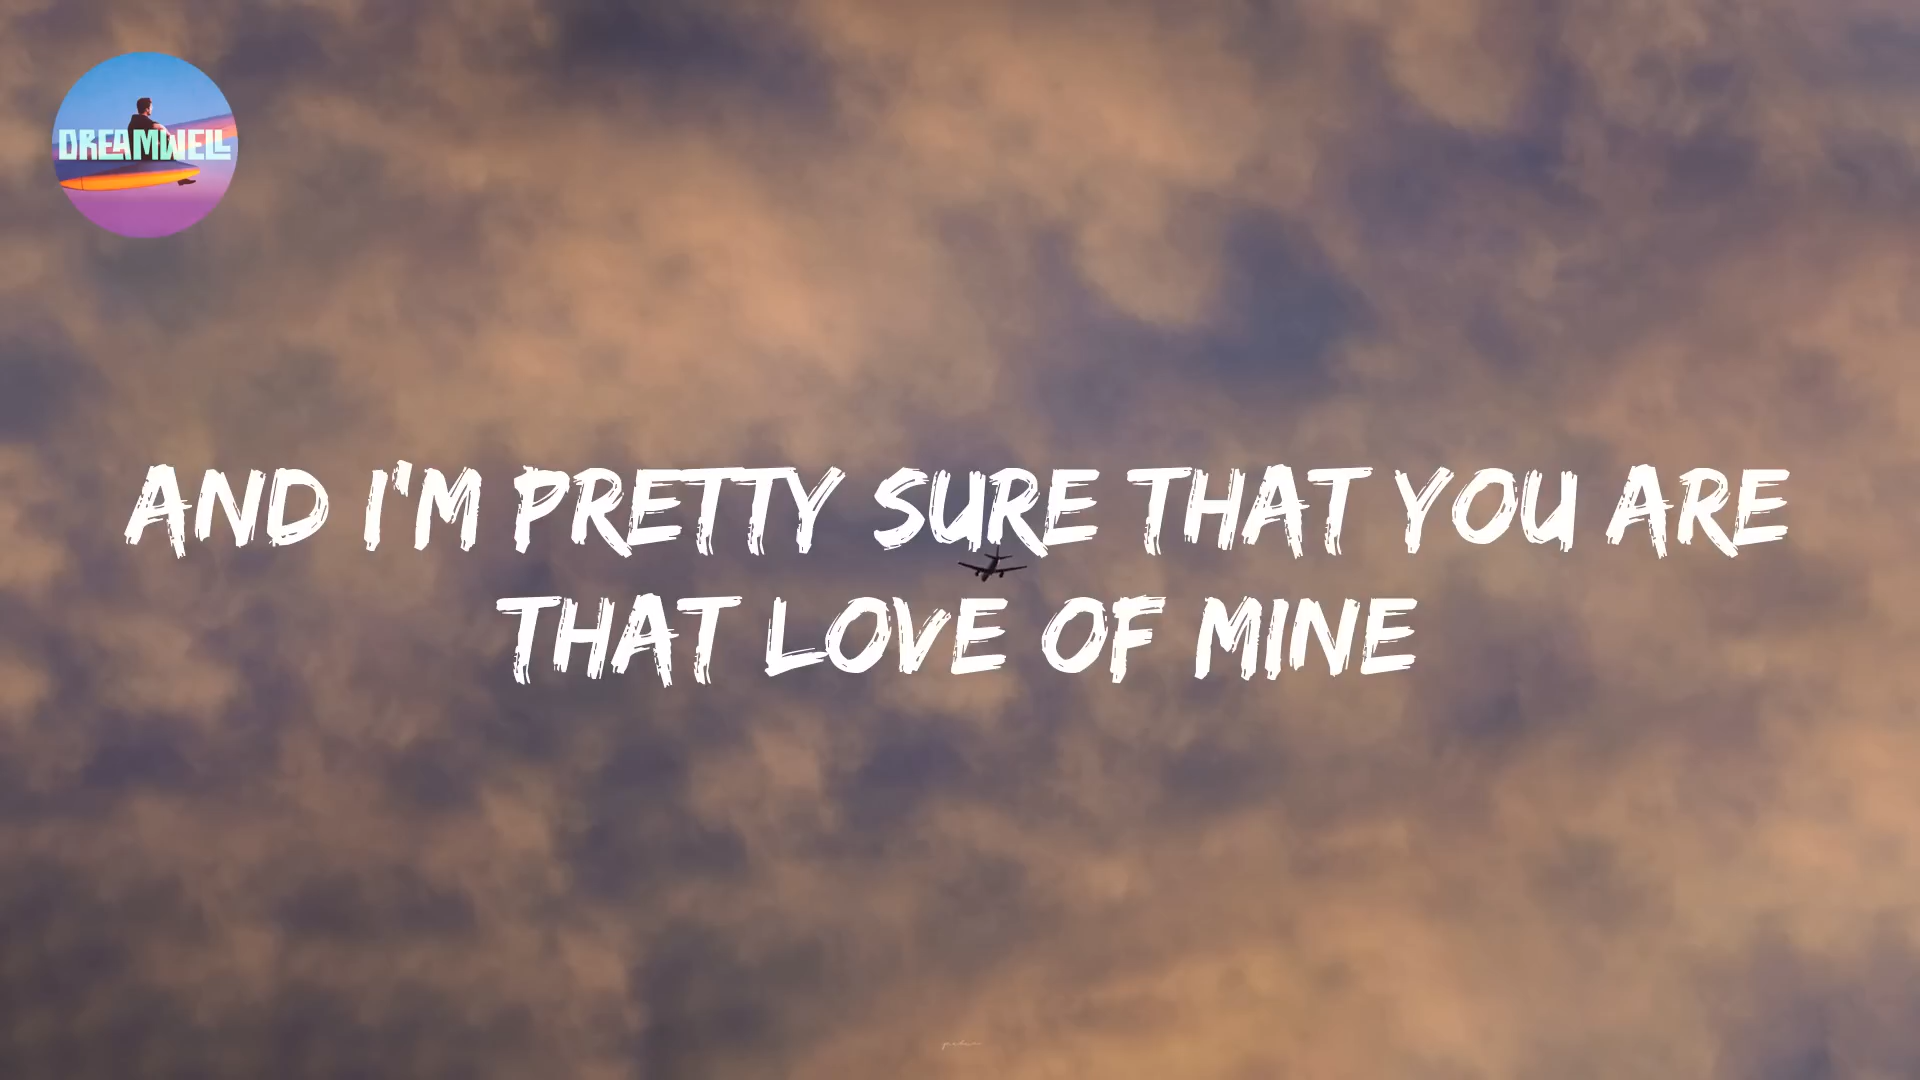 DREAMWELL
AND I'M PRETTY SURE THAT YOU ARE
THAT LOVE OF MINE